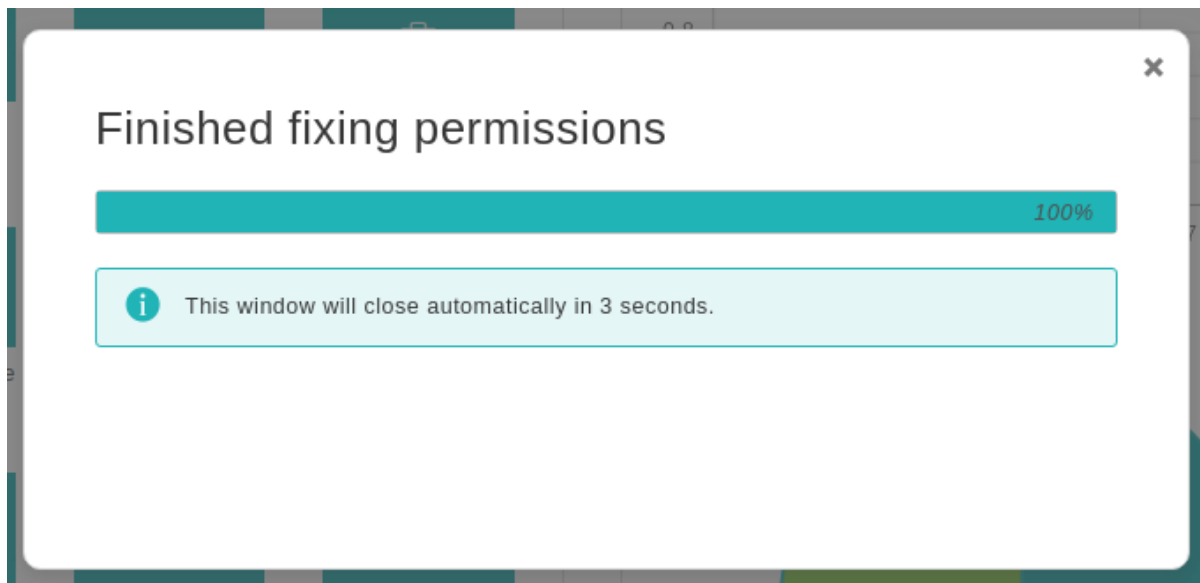 Finished fixing permissions
100%
This window will close automatically in 3 seconds.